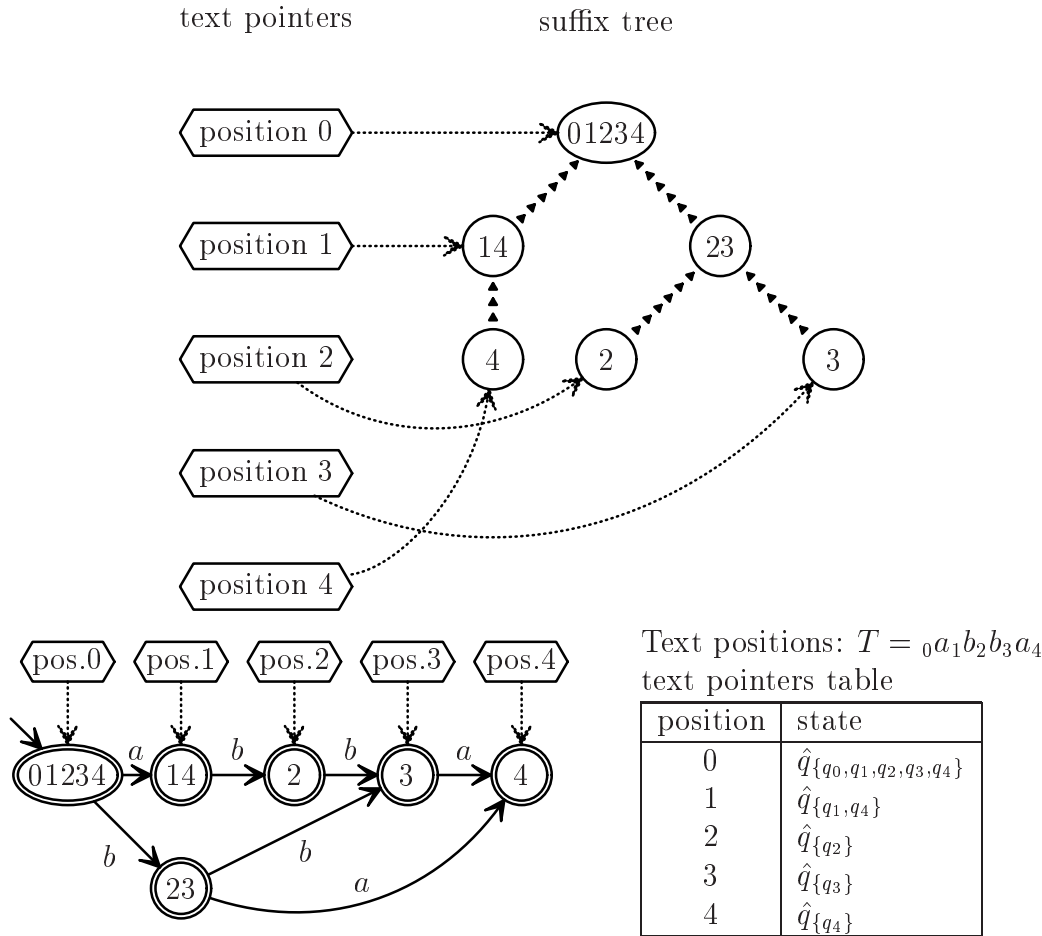 text pointers
suffix tree
position 0
01234
position 1
14
23
position 2
4
2
3
position 3
position 4
pos.0
pos.1
pos.2
pos.3
pos.4
Text positions: T = ₀a₁b₂b₃a₄
text pointers table
position state
0 q̂{q₀,q₁,q₂,q₃,q₄}
1 q̂{q₁,q₄}
2 q̂{q₂}
3 q̂{q₃}
4 q̂{q₄}
01234 a 14 b 2 b 3 a 4
b
b
a
23